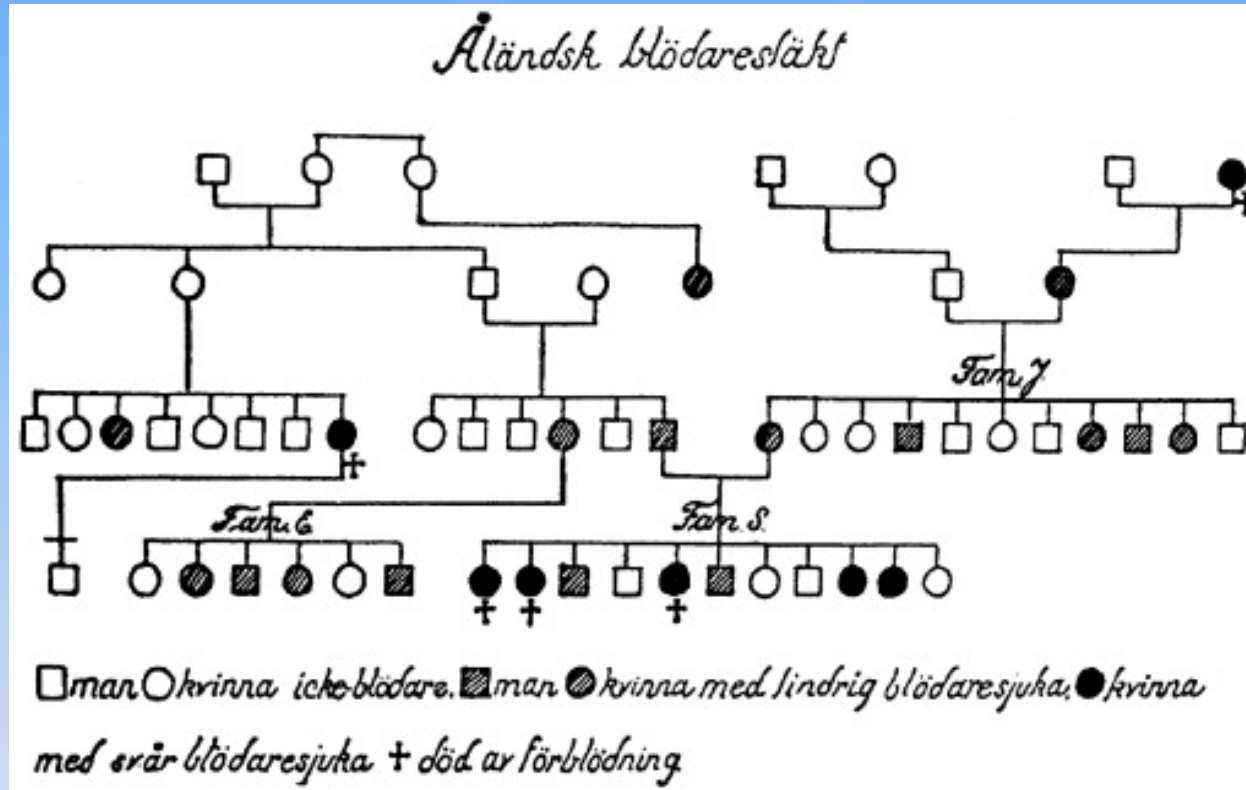 Åländsk blödaresläkt
Fam. J.
Fam. E
Fam. S.
man kvinna icke-blödare. man kvinna med lindrig blödaresjuka. kvinna
med svår blödaresjuka † död av förblödning